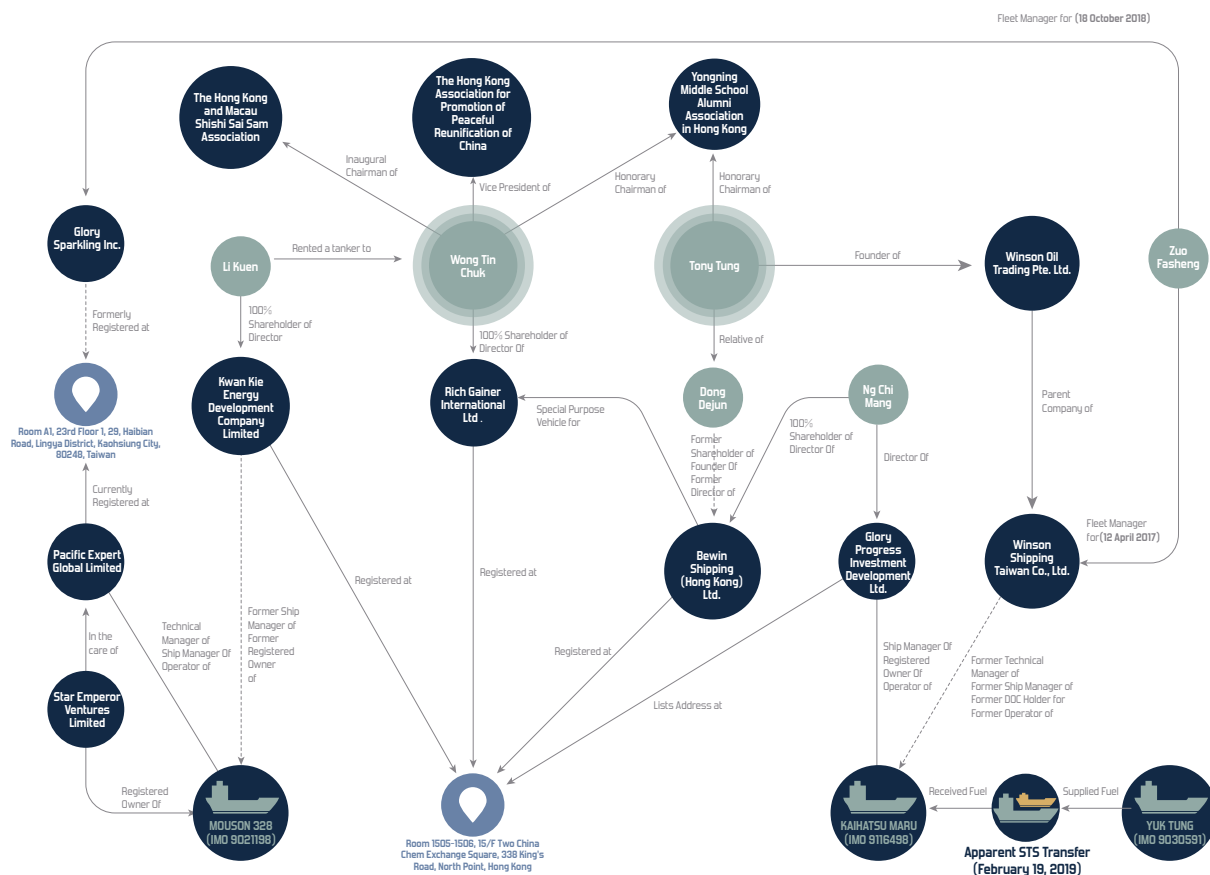 Fleet Manager for (18 October 2018)
The Hong Kong
and Macau
Shishi Sai Sam
Association
The Hong Kong
Association for
Promotion of
Peaceful
Reunification of
China
Yongning
Middle School
Alumni
Association
in Hong Kong
Inaugural
Chairman of
Vice President of
Honorary
Chairman of
Honorary
Chairman of
Glory
Sparkling Inc.
Li Kuen
Rented a tanker to
Wong Tin
Chuk
Tony Tung
Founder of
Winson Oil
Trading Pte. Ltd.
Zuo
Fasheng
Formerly
Registered at
100%
Shareholder of
Director
100% Shareholder of
Director Of
Relative of
Room A1, 23rd Floor 1, 29, Haibian
Road, Lingya District, Kaohsiung City,
80248, Taiwan
Kwan Kie
Energy
Development
Company
Limited
Rich Gainer
International
Ltd .
Special Purpose
Vehicle for
Dong
Dejun
Ng Chi
Mang
Parent
Company of
Former
Shareholder of
Founder Of
Former
Director of
100%
Shareholder of
Director Of
Director Of
Currently
Registered at
Pacific Expert
Global Limited
Registered at
Registered at
Bewin
Shipping
(Hong Kong)
Ltd.
Glory
Progress
Investment
Development
Ltd.
Winson
Shipping
Taiwan Co., Ltd.
Fleet Manager
for(12 April 2017)
In the
care of
Technical
Manager of
Ship Manager Of
Operator of
Former Ship
Manager of
Former
Registered
Owner
of
Registered at
Lists Address at
Ship Manager Of
Registered
Owner Of
Operator of
Former Technical
Manager of
Former Ship Manager of
Former DOC Holder for
Former Operator of
Star Emperor
Ventures
Limited
Registered
Owner Of
MOUSON 328
(IMO 9021198)
Room 1505-1506, 15/F Two China
Chem Exchange Square, 338 King's
Road, North Point, Hong Kong
KAIHATSU MARU
(IMO 9116498)
Received Fuel
Supplied Fuel
YUK TUNG
(IMO 9030591)
Apparent STS Transfer
(February 19, 2019)